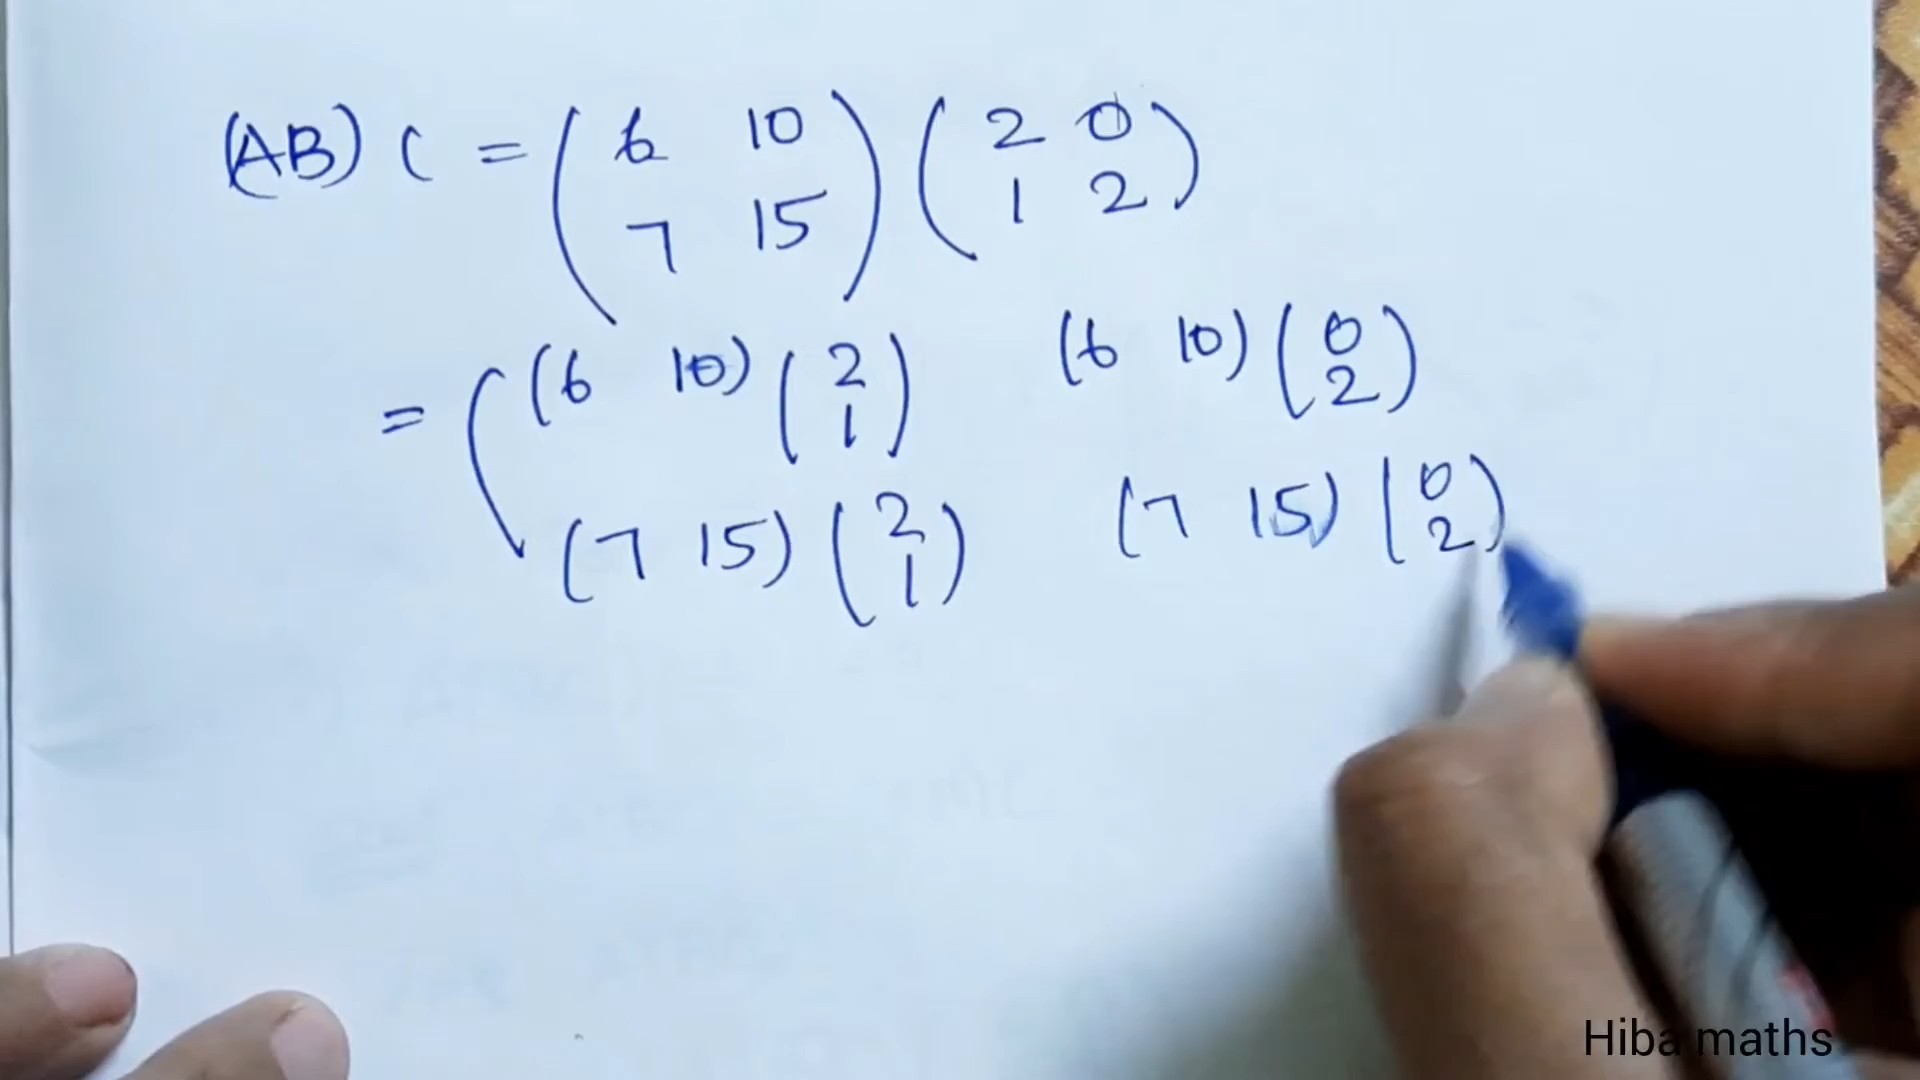 (AB) C = ( 6 10 ) ( 2 0 )
7 15 1 2
= ( (6 10) ( 2 (6 10) ( 0
1 ) 2 )
(7 15) ( 2 (7 15) ( 0
1 ) 2 )
Hiba maths